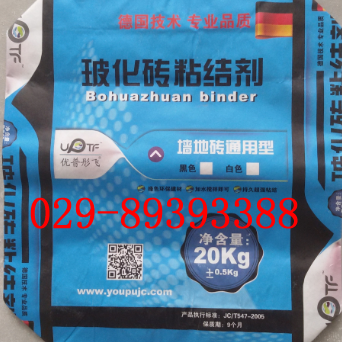 德国技术 专业品质
UPTF
玻化砖粘结剂
Bohuazhuan binder
UPTF
优普彤飞
墙地砖通用型
黑色 白色
029-89393388
净含量:
20Kg
±0.5Kg
www.youpujc.com
产品执行标准: JC/T547-2005
保质期: 9个月